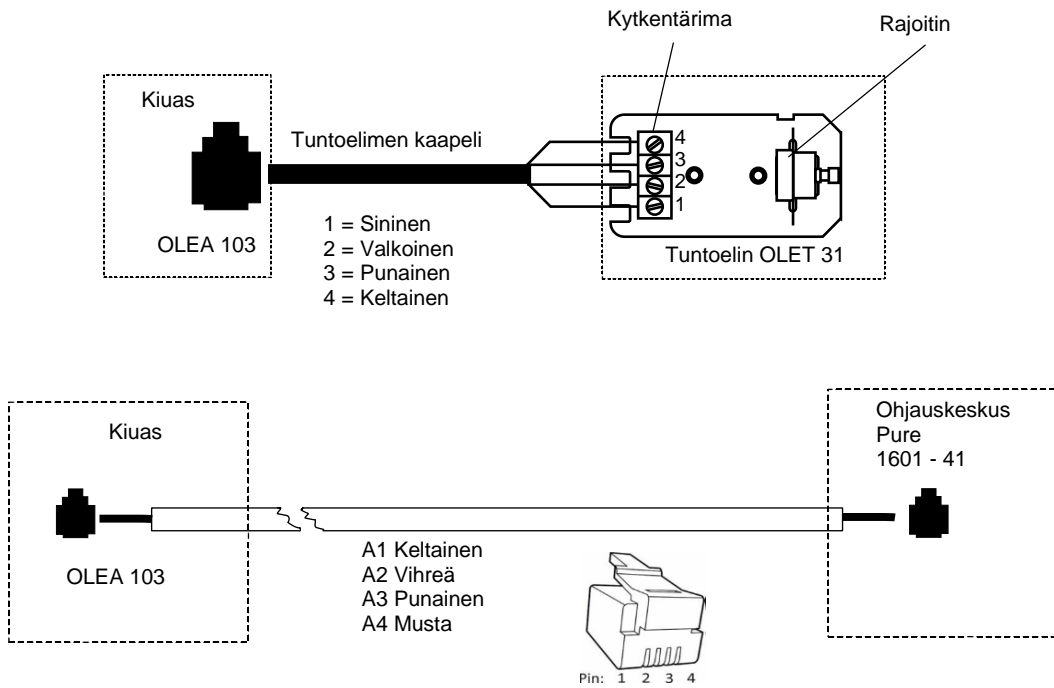 Kytkentärima
Rajoitin
Kiuas
Tuntoelimen kaapeli
4
3
2
1
OLEA 103
1 = Sininen
2 = Valkoinen
3 = Punainen
4 = Keltainen
Tuntoelin OLET 31
Kiuas
Ohjauskeskus
Pure
1601 - 41
OLEA 103
A1 Keltainen
A2 Vihreä
A3 Punainen
A4 Musta
Pin: 1 2 3 4